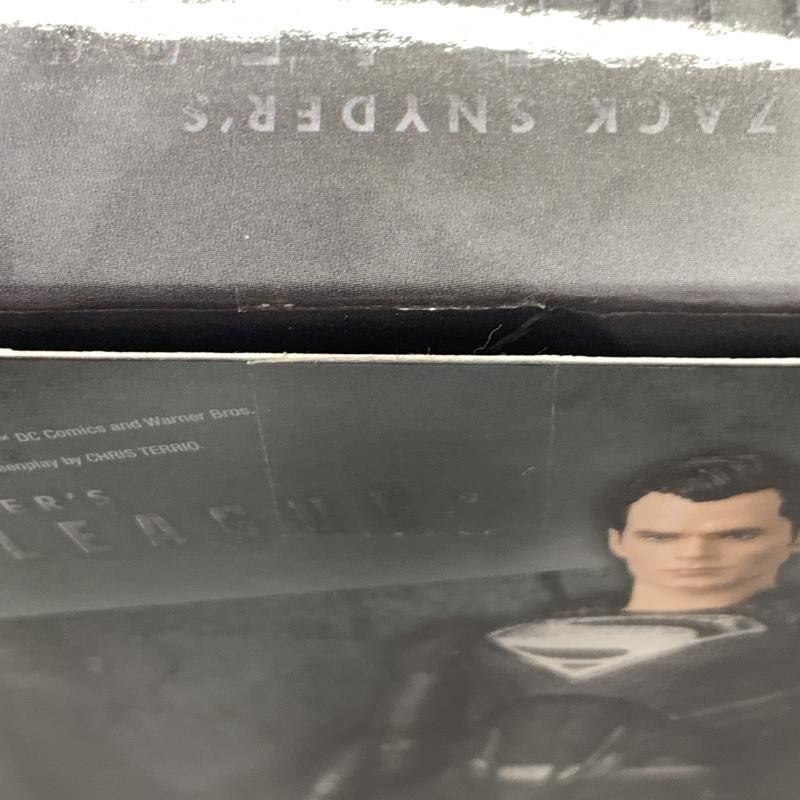 ZACK SNYDER'S
DC Comics and Warner Bros.
eenplay by CHRIS TERRIO.
ER'S
LEAGUE